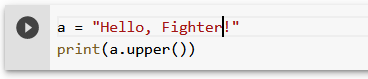 a = "Hello, Fighter!"
print(a.upper())